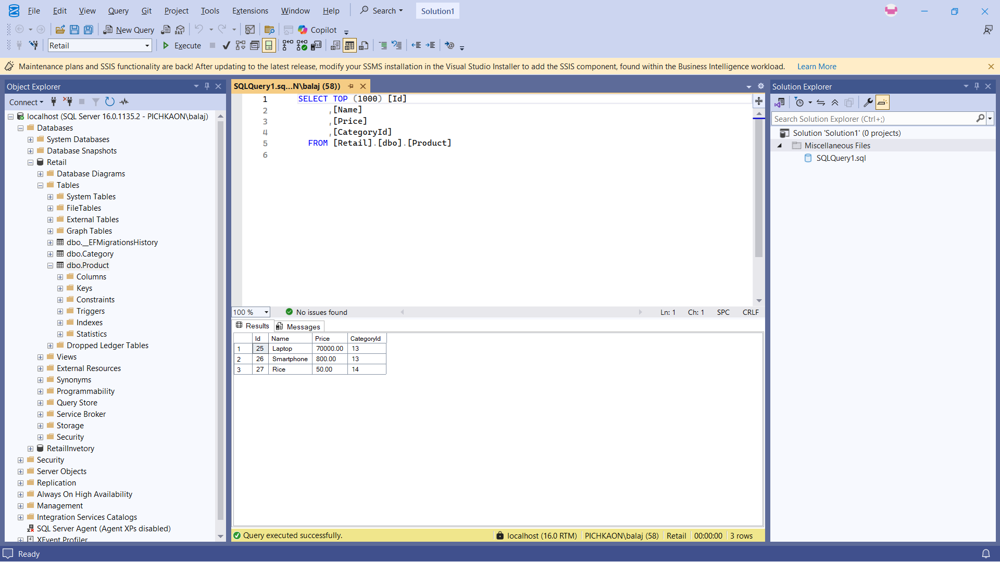 File Edit View Query Git Project Tools Extensions Window Help Search Solution1
New Query DAX Copilot
Retail Execute
Maintenance plans and SSIS functionality are back! After updating to the latest release, modify your SSMS installation in the Visual Studio Installer to add the SSIS component, found within the Business Intelligence workload. Learn More
Object Explorer
Connect
localhost (SQL Server 16.0.1135.2 - PICHKAON\balaj)
Databases
System Databases
Database Snapshots
Retail
Database Diagrams
Tables
System Tables
FileTables
External Tables
Graph Tables
dbo.__EFMigrationsHistory
dbo.Category
dbo.Product
Columns
Keys
Constraints
Triggers
Indexes
Statistics
Dropped Ledger Tables
Views
External Resources
Synonyms
Programmability
Query Store
Service Broker
Storage
Security
RetailInvetory
Security
Server Objects
Replication
Always On High Availability
Management
Integration Services Catalogs
SQL Server Agent (Agent XPs disabled)
XEvent Profiler
SQLQuery1.sq...N\balaj (58))
1 SELECT TOP (1000) [Id]
2 ,[Name]
3 ,[Price]
4 ,[CategoryId]
5 FROM [Retail].[dbo].[Product]
6
100 % No issues found Ln: 1 Ch: 1 SPC CRLF
Results Messages
Id Name Price CategoryId
1 25 Laptop 70000.00 13
2 26 Smartphone 800.00 13
3 27 Rice 50.00 14
Query executed successfully. localhost (16.0 RTM) PICHKAON\balaj (58) Retail 00:00:00 3 rows
Solution Explorer
Search Solution Explorer (Ctrl+;)
Solution 'Solution1' (0 projects)
Miscellaneous Files
SQLQuery1.sql
Ready